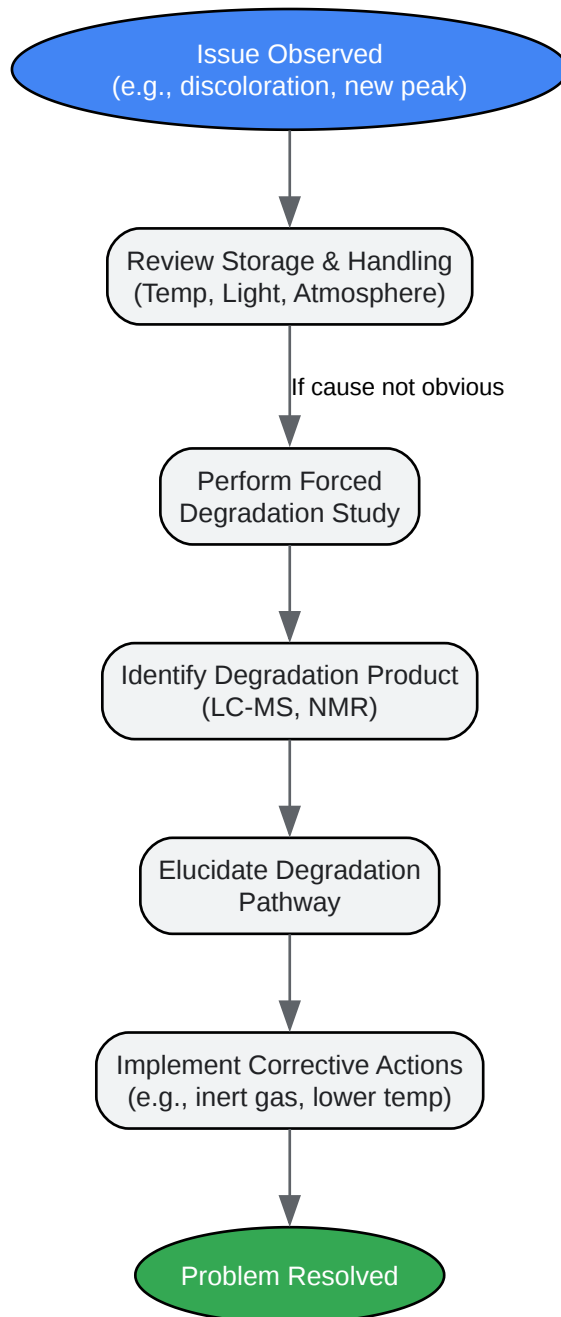 Issue Observed
(e.g., discoloration, new peak)
Review Storage & Handling
(Temp, Light, Atmosphere)
If cause not obvious
Perform Forced
Degradation Study
Identify Degradation Product
(LC-MS, NMR)
Elucidate Degradation
Pathway
Implement Corrective Actions
(e.g., inert gas, lower temp)
Problem Resolved